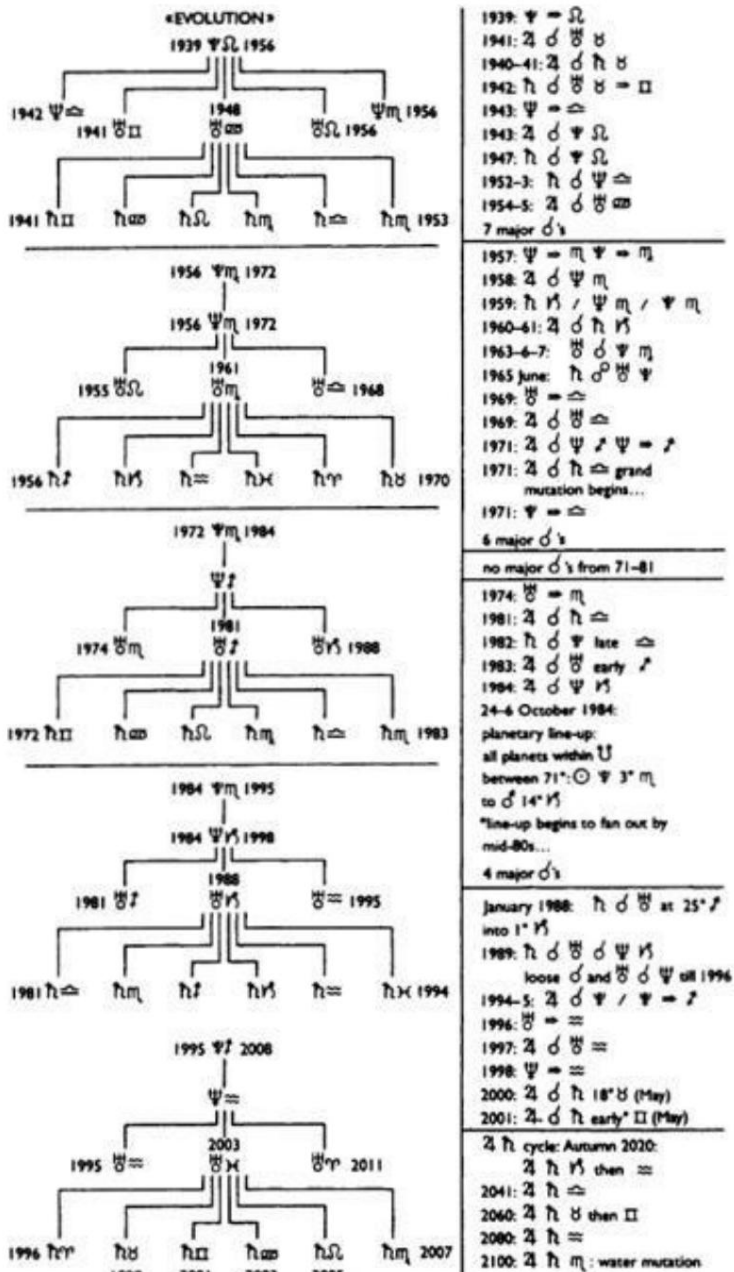 «EVOLUTION»
1939 ♇♌ 1956
1942 ♆♎
1941 ♅♊
1948
♅♋
♅♌ 1956
♆♏ 1956
1941 ♄♊ ♄♋ ♄♌ ♄♍ ♄♎ ♄♏ 1953
1956 ♇♍ 1972
1956 ♆♏ 1972
1961
1955 ♅♌ ♅♍ ♅♎ 1968
1956 ♄♐ ♄♑ ♄♒ ♄♓ ♄♈ ♄♉ 1970
1972 ♇♍ 1984
♆♐
1981
1974 ♅♏ ♅♐ ♅♑ 1988
1972 ♄♊ ♄♋ ♄♌ ♄♍ ♄♎ ♄♏ 1983
1984 ♇♏ 1995
1984 ♆♑ 1998
1988
1981 ♅♐ ♅♑ ♅♒ 1995
1981 ♄♎ ♄♏ ♄♐ ♄♑ ♄♒ ♄♓ 1994
1995 ♇♐ 2008
♆♒
2003
1995 ♅♒ ♅♓ ♅♈ 2011
1996 ♄♈ ♄♉ ♄♊ ♄♋ ♄♌ ♄♍ 2007
1939: ♇ ➡ ♌
1941: ♃ ☌ ♅ ♉
1940–41: ♃ ☌ ♄ ♉
1942: ♄ ☌ ♅ ♉ ➡ ♊
1943: ♆ ➡ ♎
1943: ♃ ☌ ♇ ♌
1947: ♄ ☌ ♇ ♌
1952–3: ♄ ☌ ♆ ♎
1954–5: ♃ ☌ ♅ ♋
7 major ☌'s
1957: ♆ ➡ ♏ ♇ ➡ ♍
1958: ♃ ☌ ♆ ♏
1959: ♄ ♑ / ♆ ♏ / ♇ ♍
1960–61: ♃ ☌ ♄ ♑
1963–6–7: ♅ ☌ ♇ ♍
1965 June: ♄ ☍ ♅ ♇
1969: ♅ ➡ ♎
1969: ♃ ☌ ♅ ♎
1971: ♃ ☌ ♆ ♐ ♆ ➡ ♐
1971: ♃ ☌ ♄ ♎ grand
mutation begins...
1971: ♇ ➡ ♎
6 major ☌'s
no major ☌'s from 71–81
1974: ♅ ➡ ♏
1981: ♃ ☌ ♄ ♎
1982: ♄ ☌ ♇ late ♎
1983: ♃ ☌ ♅ early ♐
1984: ♃ ☌ ♆ ♑
24–6 October 1984:
planetary line-up:
all planets within ☋
between 71°: ☉ ♇ 3° ♏
to ♂ 14° ♑
*line-up begins to fan out by
mid-80s...
4 major ☌'s
January 1988: ♄ ☌ ♅ at 25° ♐
into 1° ♑
1989: ♄ ☌ ♅ ☌ ♆ ♑
loose ☌ and ♅ ☌ ♆ till 1996
1994–5: ♃ ☌ ♇ / ♇ ➡ ♐
1996: ♅ ➡ ♒
1997: ♃ ☌ ♅ ♒
1998: ♆ ➡ ♒
2000: ♃ ☌ ♄ 18° ♉ (May)
2001: ♃ ☌ ♄ early° ♊ (May)
♃ ♄ cycle: Autumn 2020:
♃ ♄ ♑ then ♒
2041: ♃ ♄ ♎
2060: ♃ ♄ ♉ then ♊
2080: ♃ ♄ ♒
2100: ♃ ♄ ♏: water mutation